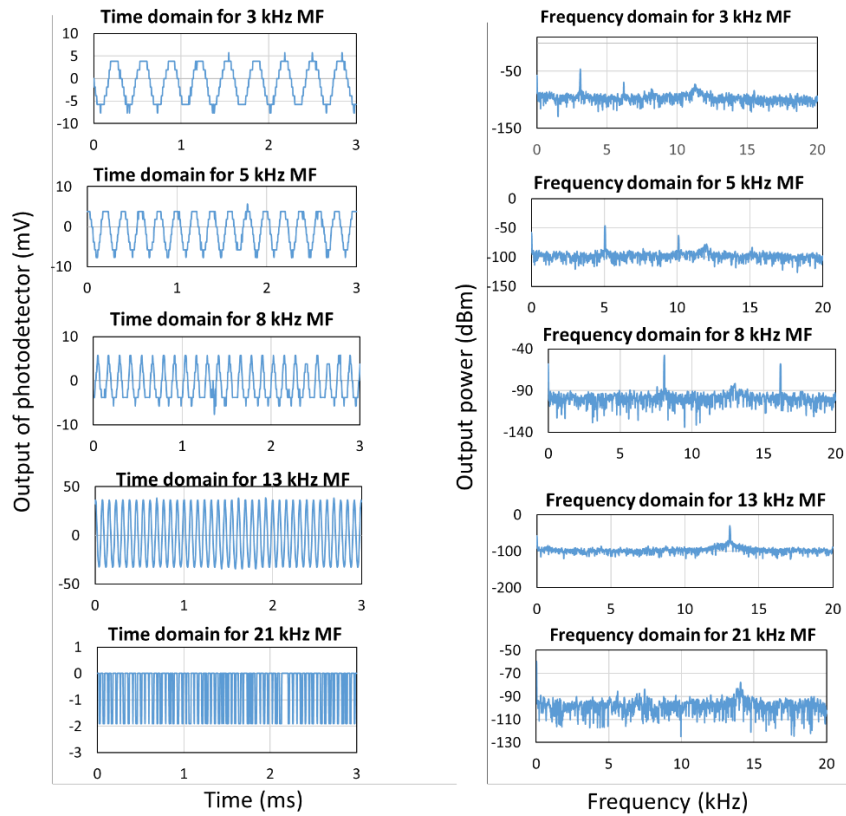 Time domain for 3 kHz MF
10
5
0
-5
-10
0 1 2 3
Time domain for 5 kHz MF
10
0
-10
0 1 2 3
Time domain for 8 kHz MF
10
0
-10
0 1 2 3
Time domain for 13 kHz MF
50
0
-50
0 1 2 3
Time domain for 21 kHz MF
1
0
-1
-2
-3
0 1 2 3
Output of photodetector (mV)
Time (ms)
Frequency domain for 3 kHz MF
-50
-150
0 5 10 15 20
Frequency domain for 5 kHz MF
0
-50
-100
-150
0 5 10 15 20
Frequency domain for 8 kHz MF
-40
-90
-140
0 5 10 15 20
Frequency domain for 13 kHz MF
0
-100
-200
0 5 10 15 20
Frequency domain for 21 kHz MF
-50
-70
-90
-110
-130
0 5 10 15 20
Output power (dBm)
Frequency (kHz)